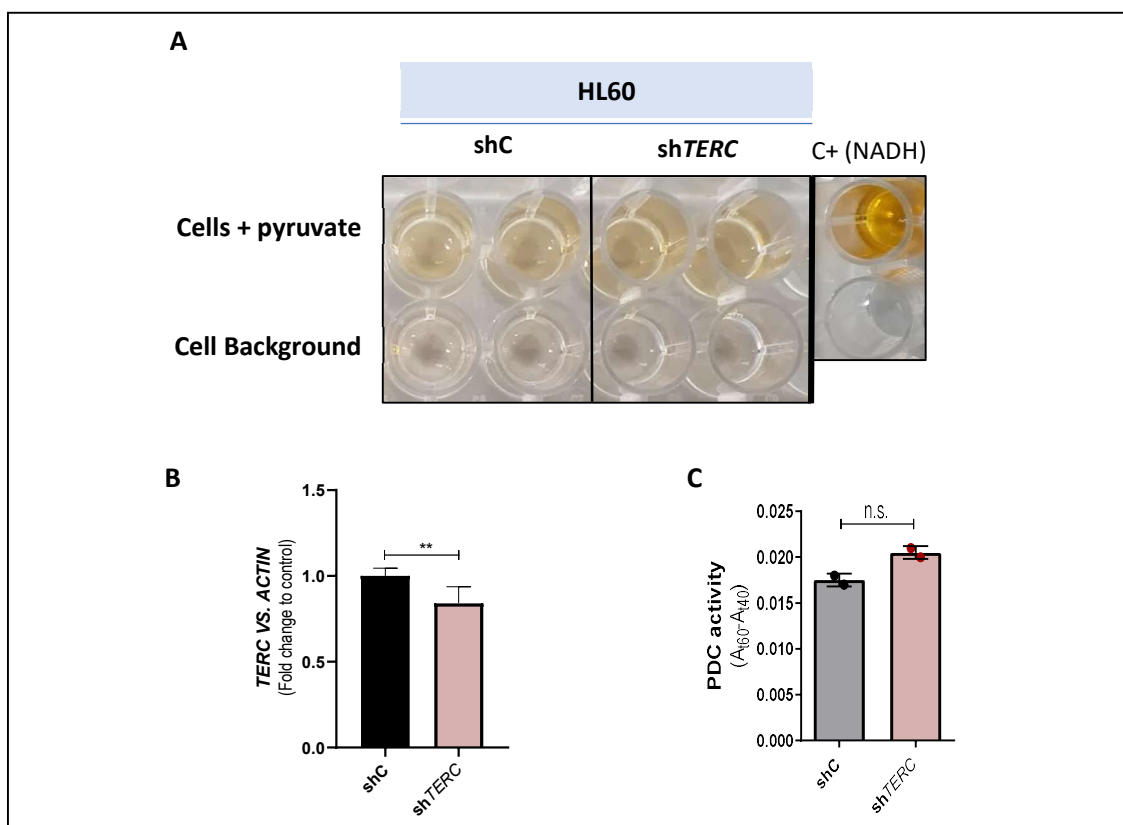 A
HL60
shC
shTERC
C+ (NADH)
Cells + pyruvate
Cell Background
B
TERC VS. ACTIN
(Fold change to control)
1.5
1.0
0.5
0.0
**
shC
shTERC
C
PDC activity
(At60-At40)
0.025
0.020
0.015
0.010
0.005
0.000
n.s.
shC
shTERC